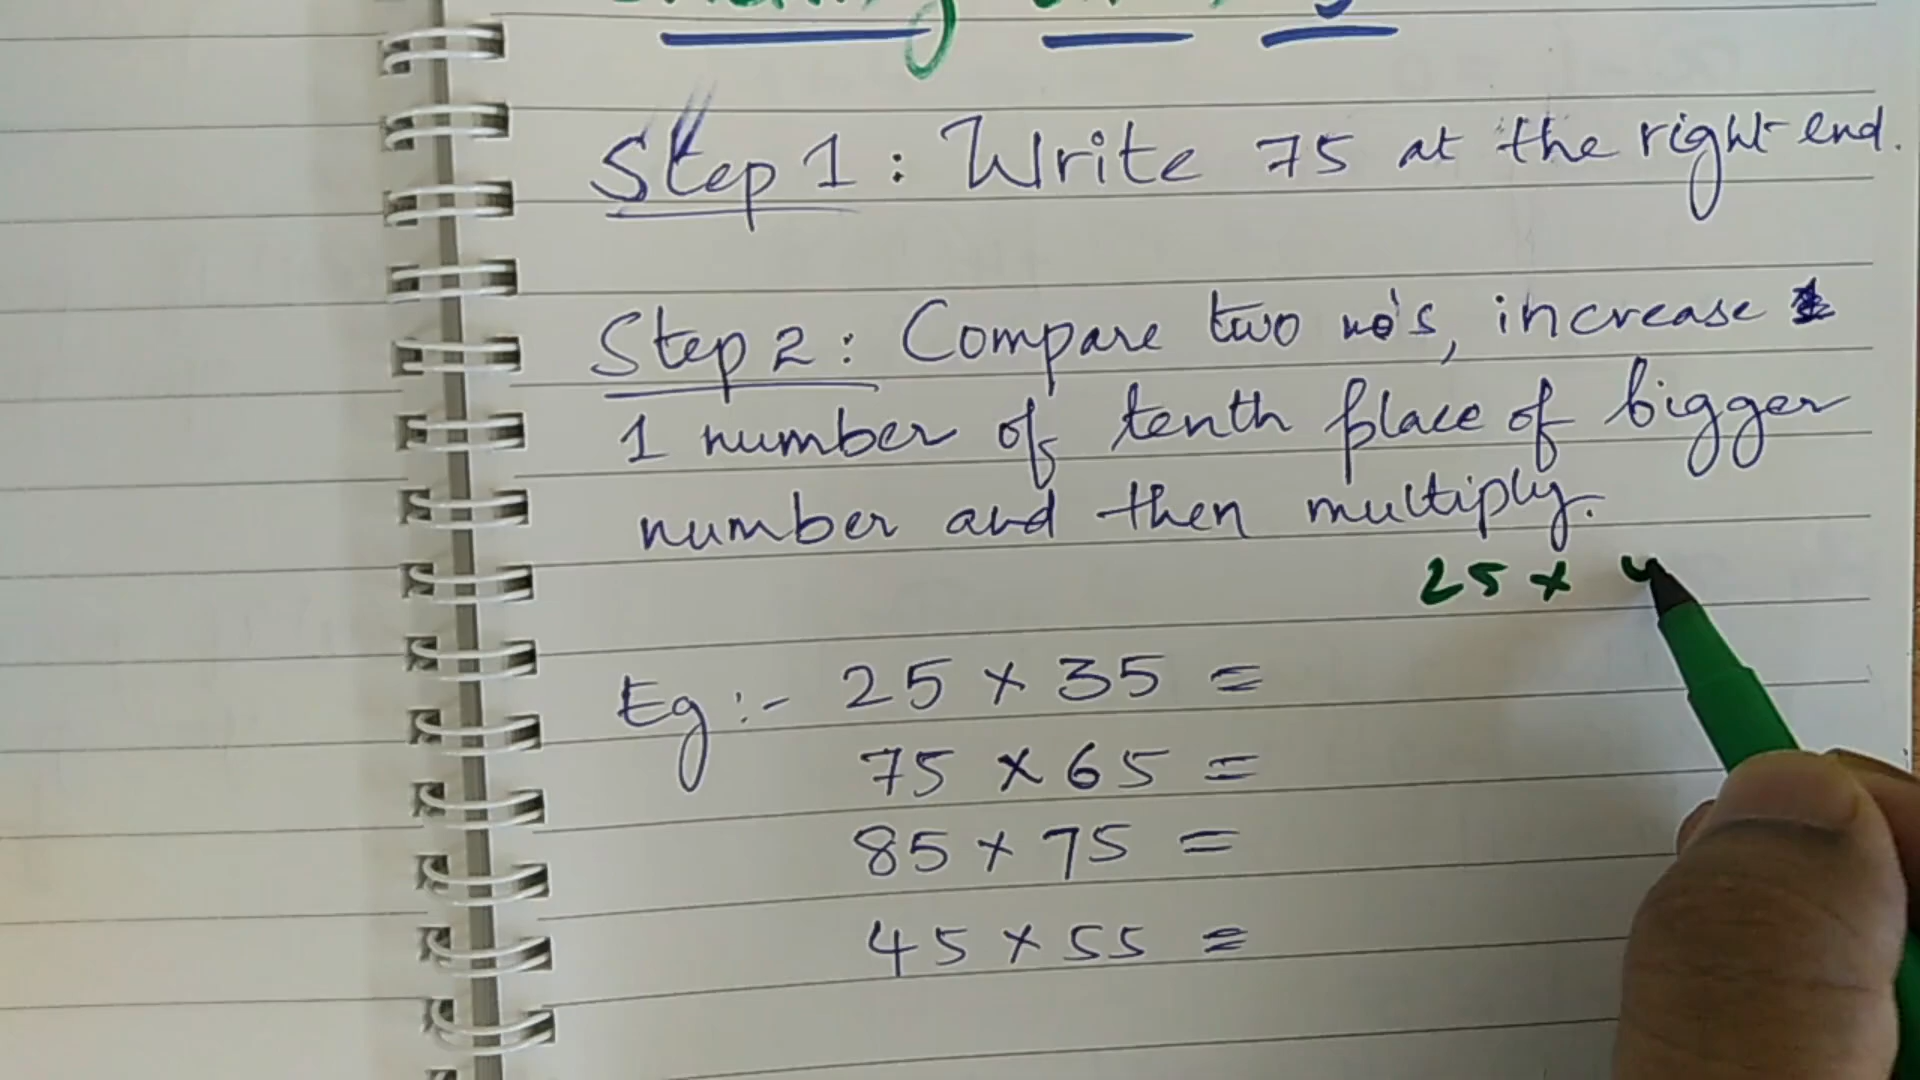 Step 1: Write 75 at the right end.
Step 2: Compare two no's, increase
1 number of tenth place of bigger
number and then multiply.
25 x
Eg:- 25 x 35 =
75 x 65 =
85 x 75 =
45 x 55 =